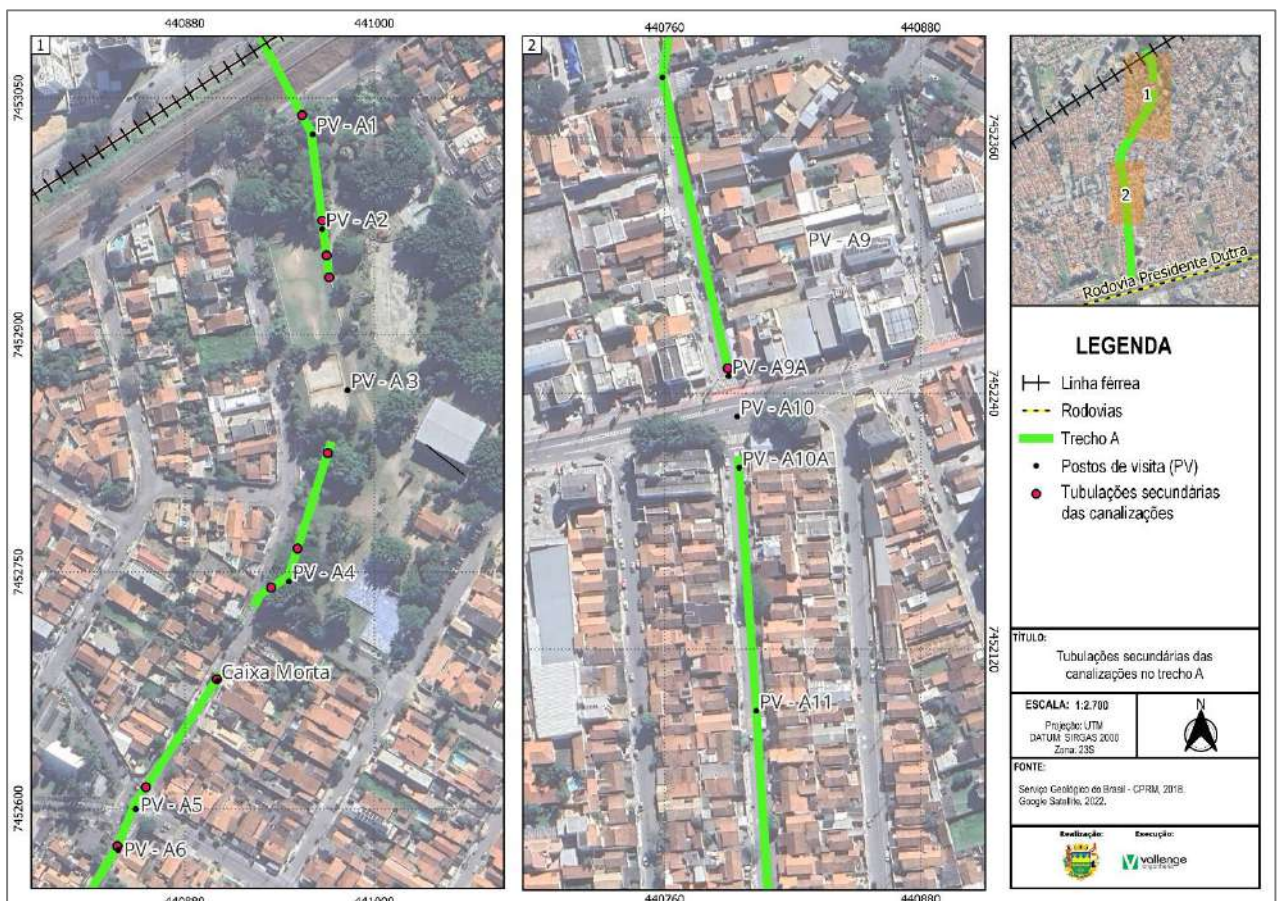 440880
441000
440760
440880
1
2
7453050
7452900
7452750
7452600
PV - A1
PV - A2
PV - A 3
PV - A4
Caixa Morta
PV - A5
PV - A6
440880
441000
PV - A9
PV - A9A
PV - A10
PV - A10A
PV - A11
7452360
7452240
7452120
440760
440880
1
2
Rodovia Presidente Dutra
LEGENDA
Linha férrea
Rodovias
Trecho A
Postos de visita (PV)
Tubulações secundárias
das canalizações
TÍTULO:
Tubulações secundárias das
canalizações no trecho A
ESCALA: 1:2.700
Projeção: UTM
DATUM: SIRGAS 2000
Zona: 23S
N
FONTE:
Serviço Geológico do Brasil - CPRM, 2018.
Google Satellite, 2022.
Realização:
Execução:
vallenge